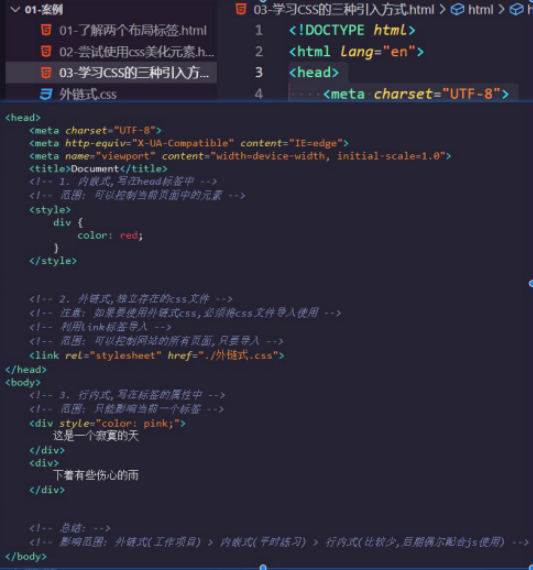 01-案例
01-了解两个布局标签.html
02-尝试使用css美化元素.h...
03-学习CSS的三种引入方...
外链式.css
03-学习CSS的三种引入方式.html > html >
1 <!DOCTYPE html>
2 <html lang="en">
3 <head>
4 <meta charset="UTF-8">
<head>
<meta charset="UTF-8">
<meta http-equiv="X-UA-Compatible" content="IE=edge">
<meta name="viewport" content="width=device-width, initial-scale=1.0">
<title>Document</title>
<!-- 1. 内嵌式,写在head标签中 -->
<!-- 范围: 可以控制当前页面中的元素 -->
<style>
div {
color: red;
}
</style>
<!-- 2. 外链式,独立存在的css文件 -->
<!-- 注意: 如果要使用外链式css,必须将css文件导入使用 -->
<!-- 利用link标签导入 -->
<!-- 范围: 可以控制网站的所有页面,只要导入 -->
<link rel="stylesheet" href="./外链式.css">
</head>
<body>
<!-- 3. 行内式,写在标签的属性中 -->
<!-- 范围: 只能影响当前一个标签 -->
<div style="color: pink;">
这是一个寂寞的天
</div>
<div>
下着有些伤心的雨
</div>
<!-- 总结: -->
<!-- 影响范围: 外链式(工作项目) > 内嵌式(平时练习) > 行内式(比较少,后期偶尔配合js使用) -->
</body>